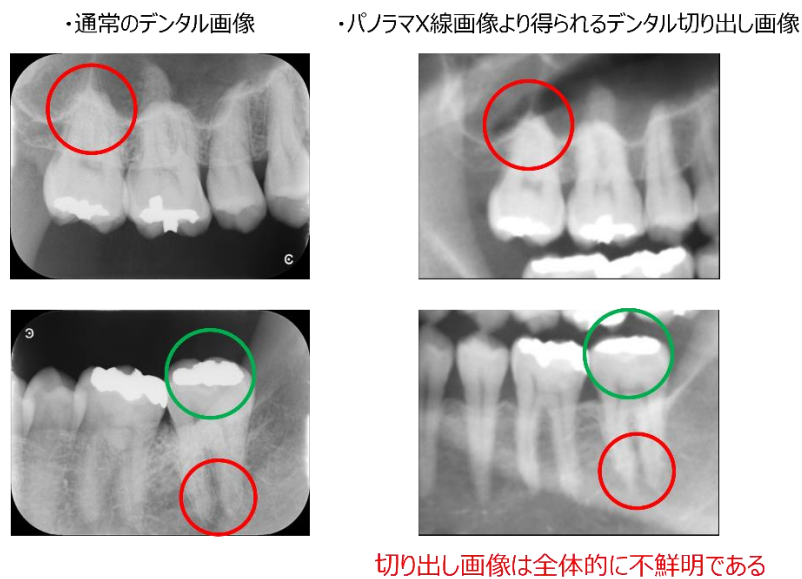 ・通常のデンタル画像
・パノラマX線画像より得られるデンタル切り出し画像
切り出し画像は全体的に不鮮明である